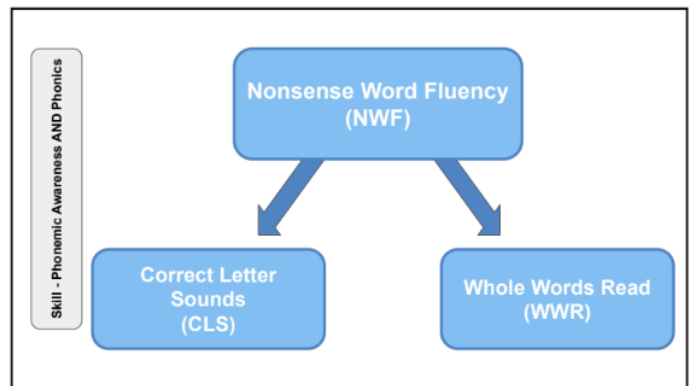 Skill - Phonemic Awareness AND Phonics
Nonsense Word Fluency
(NWF)
Correct Letter
Sounds
(CLS)
Whole Words Read
(WWR)